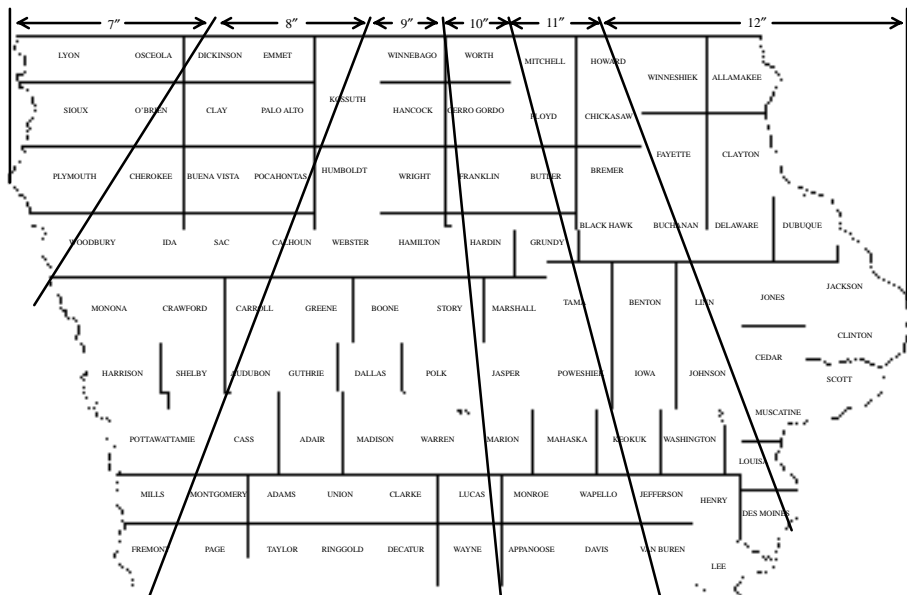 7″ 8″ 9″ 10″ 11″ 12″
LYON OSCEOLA DICKINSON EMMET WINNEBAGO WORTH MITCHELL HOWARD
WINNESHIEK ALLAMAKEE
KOSSUTH
SIOUX O'BRIEN CLAY PALO ALTO HANCOCK CERRO GORDO FLOYD CHICKASAW
FAYETTE CLAYTON
PLYMOUTH CHEROKEE BUENA VISTA POCAHONTAS HUMBOLDT WRIGHT FRANKLIN BUTLER BREMER
BLACK HAWK BUCHANAN DELAWARE DUBUQUE
WOODBURY IDA SAC CALHOUN WEBSTER HAMILTON HARDIN GRUNDY
JONES JACKSON
MONONA CRAWFORD CARROLL GREENE BOONE STORY MARSHALL TAMA BENTON LINN
CLINTON
CEDAR
HARRISON SHELBY AUDUBON GUTHRIE DALLAS POLK JASPER POWESHIEK IOWA JOHNSON SCOTT
MUSCATINE
POTTAWATTAMIE CASS ADAIR MADISON WARREN MARION MAHASKA KEOKUK WASHINGTON
LOUISA
MILLS MONTGOMERY ADAMS UNION CLARKE LUCAS MONROE WAPELLO JEFFERSON HENRY
DES MOINES
FREMONT PAGE TAYLOR RINGGOLD DECATUR WAYNE APPANOOSE DAVIS VAN BUREN
LEE